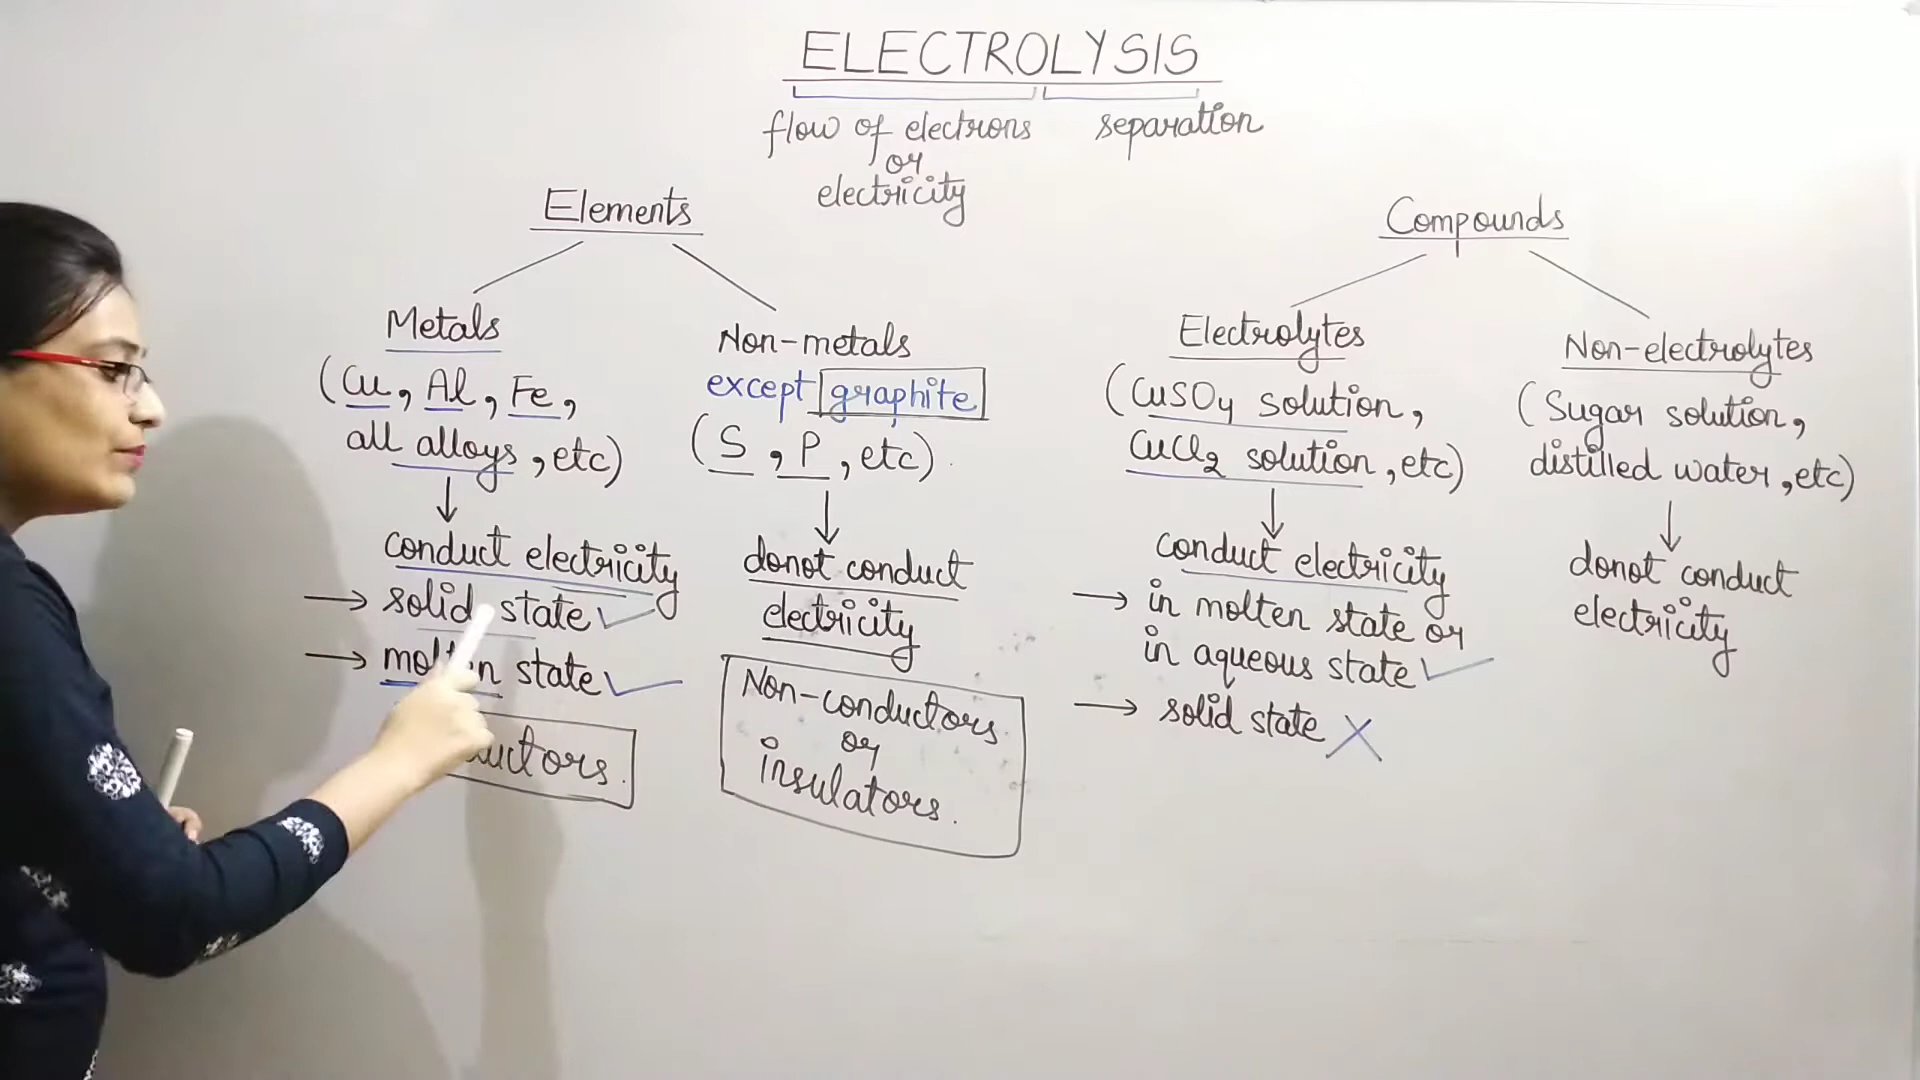 ELECTROLYSIS
flow of electrons
or
electricity
separation
Elements
Metals
(Cu, Al, Fe,
all alloys, etc)
conduct electricity
→ solid state ✓
→ molten state ✓
Non-metals
except graphite
(S, P, etc).
donot conduct
electricity
Non-conductors
or
insulators.
Compounds
Electrolytes
(CuSO4 solution,
CuCl2 solution, etc)
conduct electricity
→ in molten state or
in aqueous state ✓
→ solid state X
Non-electrolytes
(Sugar solution,
distilled water, etc)
donot conduct
electricity